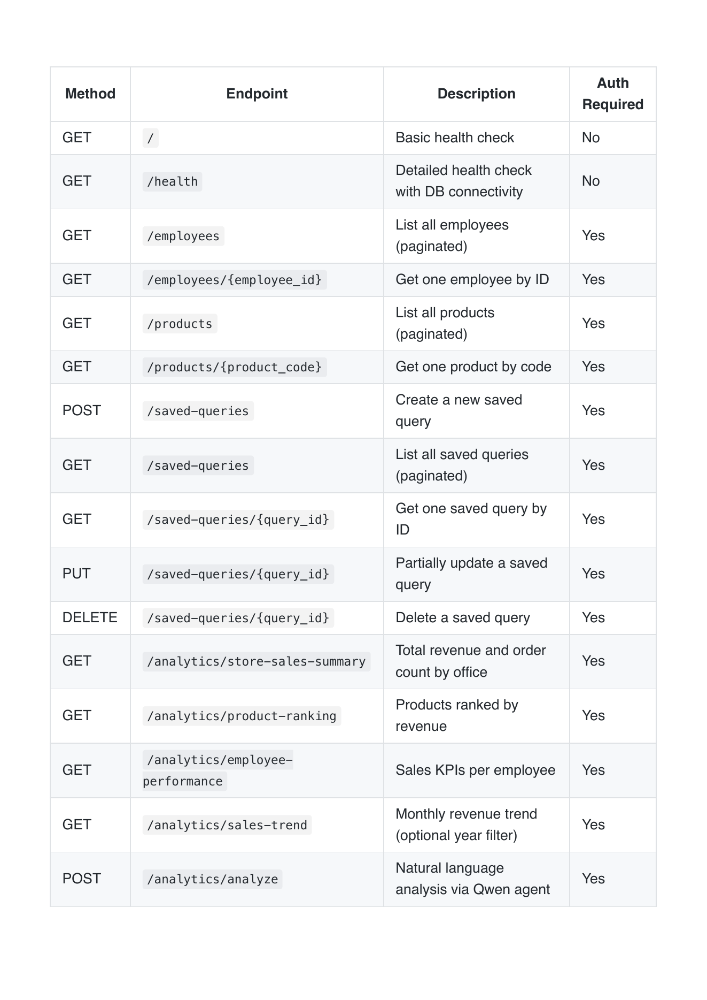 Method Endpoint Description Auth Required
GET / Basic health check No
GET /health Detailed health check
with DB connectivity No
GET /employees List all employees
(paginated) Yes
GET /employees/{employee_id} Get one employee by ID Yes
GET /products List all products
(paginated) Yes
GET /products/{product_code} Get one product by code Yes
POST /saved-queries Create a new saved
query Yes
GET /saved-queries List all saved queries
(paginated) Yes
GET /saved-queries/{query_id} Get one saved query by
ID Yes
PUT /saved-queries/{query_id} Partially update a saved
query Yes
DELETE /saved-queries/{query_id} Delete a saved query Yes
GET /analytics/store-sales-summary Total revenue and order
count by office Yes
GET /analytics/product-ranking Products ranked by
revenue Yes
GET /analytics/employee-
performance Sales KPIs per employee Yes
GET /analytics/sales-trend Monthly revenue trend
(optional year filter) Yes
POST /analytics/analyze Natural language
analysis via Qwen agent Yes